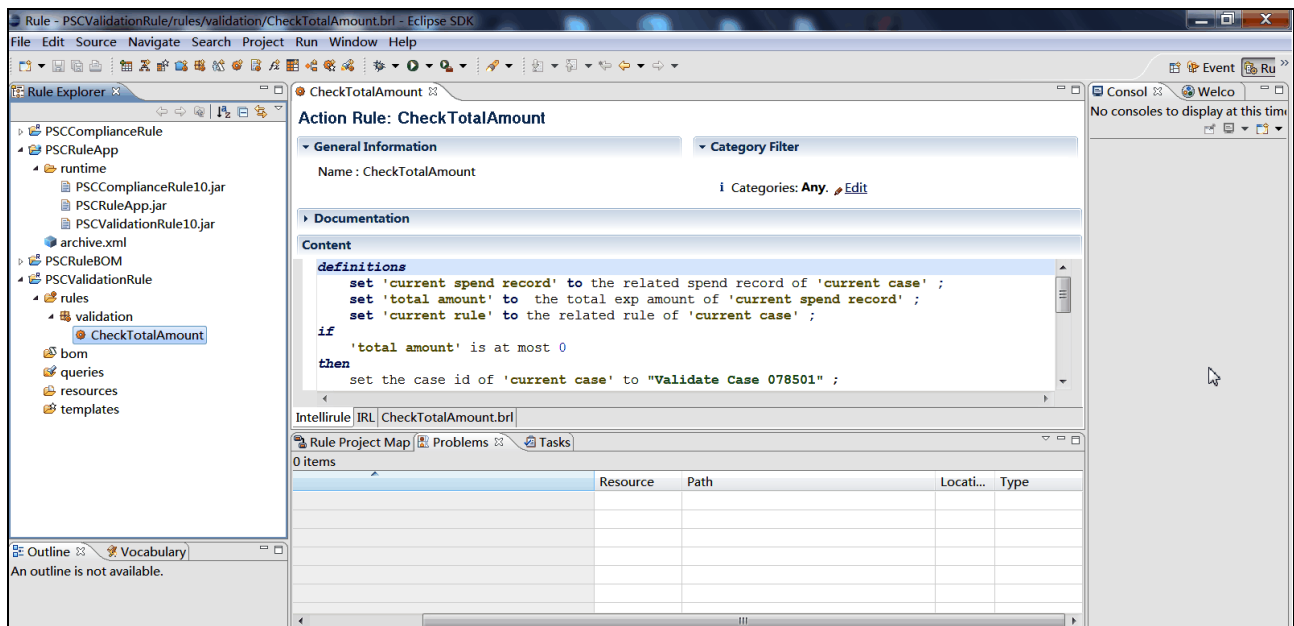 Rule - PSCValidationRule/rules/validation/CheckTotalAmount.brl - Eclipse SDK
File Edit Source Navigate Search Project Run Window Help
Event Ru
Rule Explorer
PSCComplianceRule
PSCRuleApp
runtime
PSCComplianceRule10.jar
PSCRuleApp.jar
PSCValidationRule10.jar
archive.xml
PSCRuleBOM
PSCValidationRule
rules
validation
CheckTotalAmount
bom
queries
resources
templates
Outline Vocabulary
An outline is not available.
CheckTotalAmount
Action Rule: CheckTotalAmount
General Information
Name : CheckTotalAmount
Category Filter
i Categories: Any. Edit
Documentation
Content
definitions
set 'current spend record' to the related spend record of 'current case' ;
set 'total amount' to the total exp amount of 'current spend record' ;
set 'current rule' to the related rule of 'current case' ;
if
'total amount' is at most 0
then
set the case id of 'current case' to "Validate Case 078501" ;
Intellirule IRL CheckTotalAmount.brl
Rule Project Map Problems Tasks
0 items
Resource Path Locati... Type
Consol Welco
No consoles to display at this time